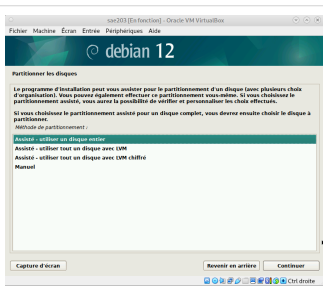 sae203 [En fonction] - Oracle VM VirtualBox
Fichier Machine Écran Entrée Périphériques Aide
debian 12
Partitionner les disques
Le programme d'installation peut vous assister pour le partitionnement d'un disque (avec plusieurs choix
d'organisation). Vous pouvez également effectuer ce partitionnement vous-même. Si vous choisissez le
partitionnement assisté, vous aurez la possibilité de vérifier et personnaliser les choix effectués.
Si vous choisissez le partitionnement assisté pour un disque complet, vous devrez ensuite choisir le disque à
partitionner.
Méthode de partitionnement :
Assisté - utiliser un disque entier
Assisté - utiliser tout un disque avec LVM
Assisté - utiliser tout un disque avec LVM chiffré
Manuel
Capture d'écran
Revenir en arrière
Continuer
Ctrl droite